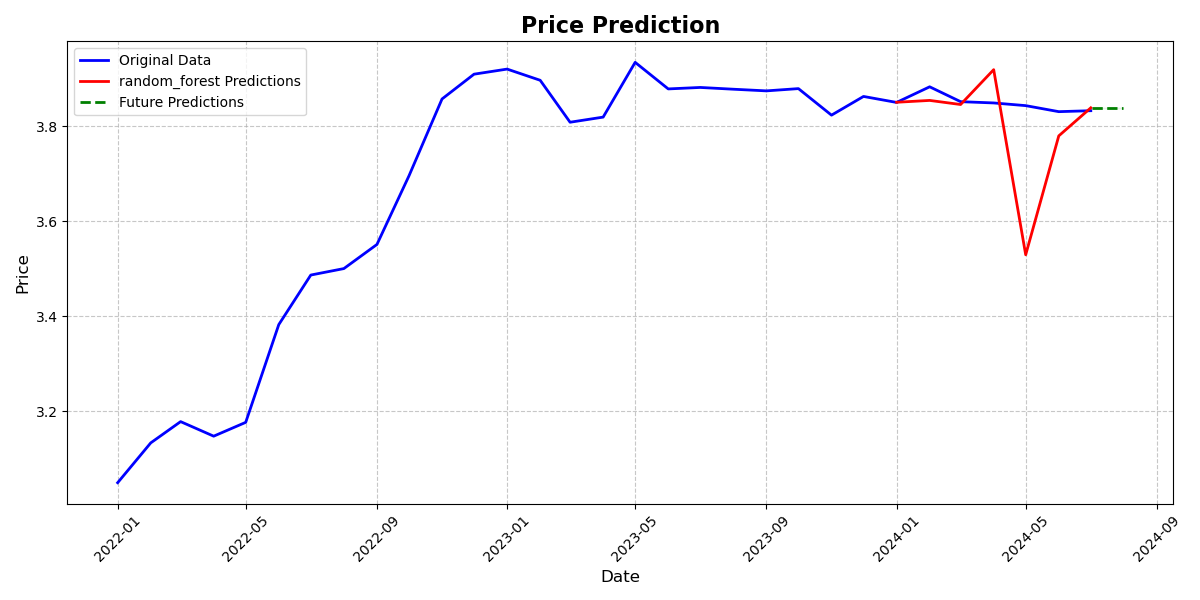 Price Prediction
Original Data
random_forest Predictions
Future Predictions
Price
3.8
3.6
3.4
3.2
2022-01
2022-05
2022-09
2023-01
2023-05
2023-09
2024-01
2024-05
2024-09
Date